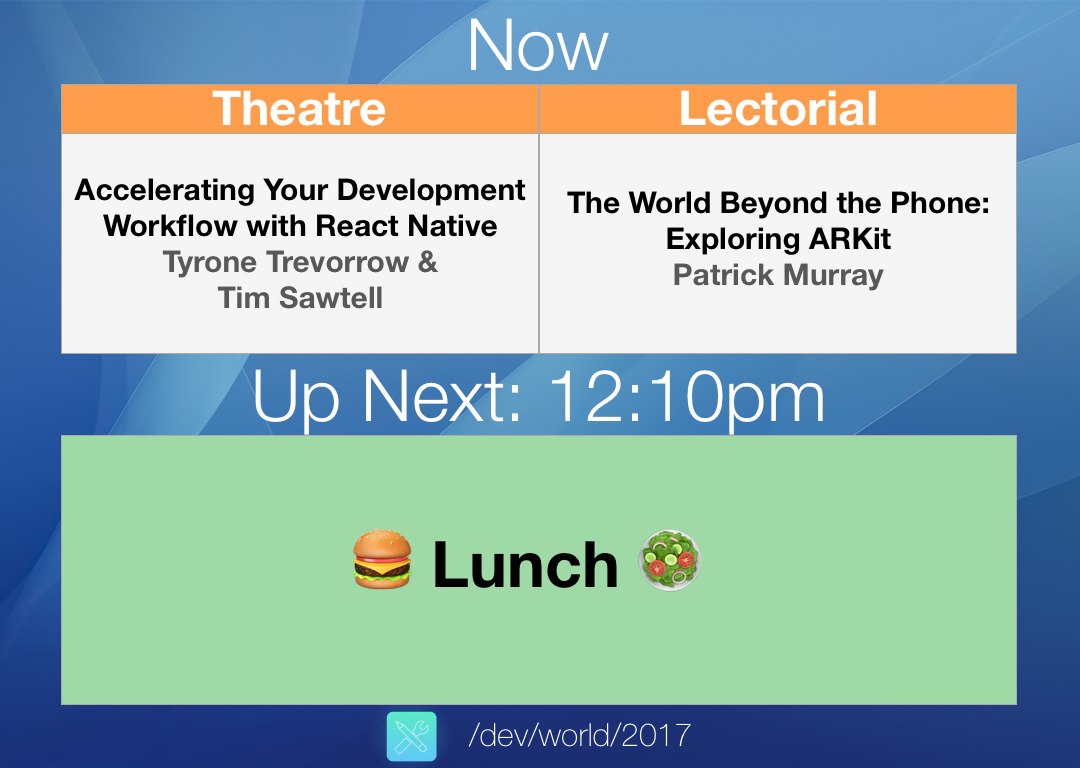 Now
Theatre
Lectorial
Accelerating Your Development
Workflow with React Native
Tyrone Trevorrow &
Tim Sawtell
The World Beyond the Phone:
Exploring ARKit
Patrick Murray
Up Next: 12:10pm
🍔 Lunch 🥗
/dev/world/2017